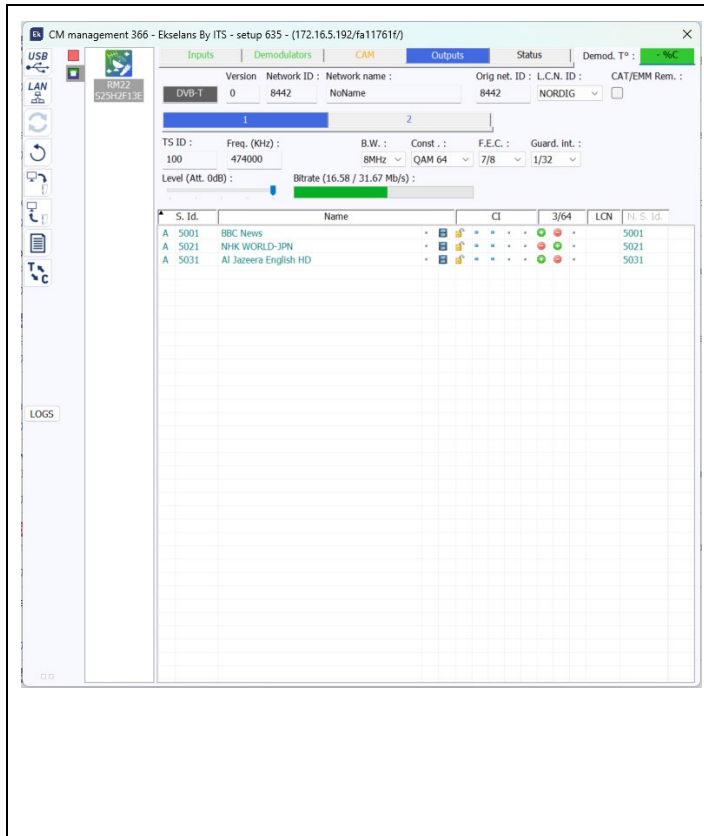 CM management 366 - Ekselans By ITS - setup 635 - (172.16.5.192/fa11761f/)
USB
LAN
RM22
S25H2F13E
Inputs Demodulators CAM Outputs Status Demod. Tº : - %C
Version Network ID : Network name : Orig net. ID : L.C.N. ID : CAT/EMM Rem. :
DVB-T 0 8442 NoName 8442 NORDIG
1 2
TS ID : Freq. (KHz) : B.W. : Const . : F.E.C. : Guard. int. :
100 474000 8MHz QAM 64 7/8 1/32
Level (Att. 0dB) : Bitrate (16.58 / 31.67 Mb/s) :
S. Id. Name CI 3/64 LCN N. S. Id.
A 5001 BBC News 5001
A 5021 NHK WORLD-JPN 5021
A 5031 Al Jazeera English HD 5031
T C
LOGS